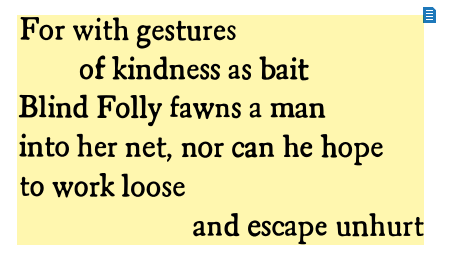 For with gestures
of kindness as bait
Blind Folly fawns a man
into her net, nor can he hope
to work loose
and escape unhurt